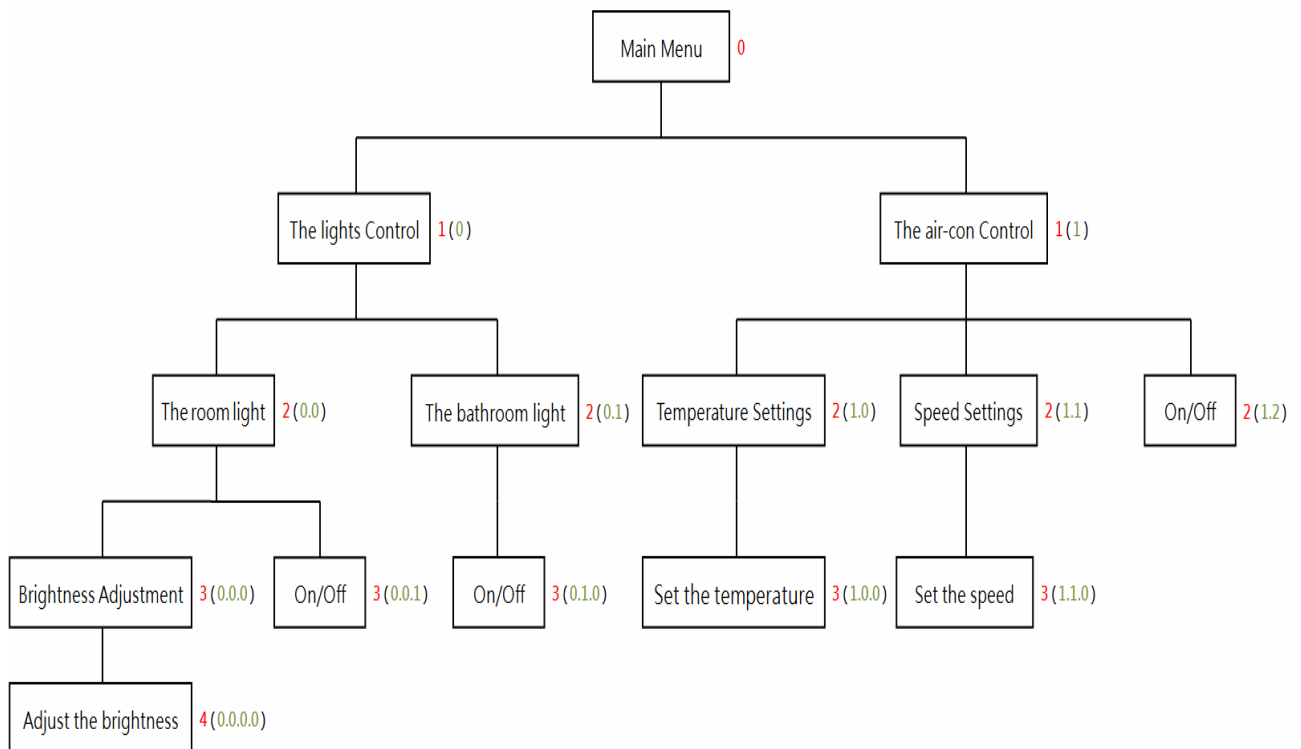 Main Menu 0
The lights Control 1(0)
The air-con Control 1(1)
The room light 2(0.0)
The bathroom light 2(0.1)
Temperature Settings 2(1.0)
Speed Settings 2(1.1)
On/Off 2(1.2)
Brightness Adjustment 3(0.0.0)
On/Off 3(0.0.1)
On/Off 3(0.1.0)
Set the temperature 3(1.0.0)
Set the speed 3(1.1.0)
Adjust the brightness 4(0.0.0.0)